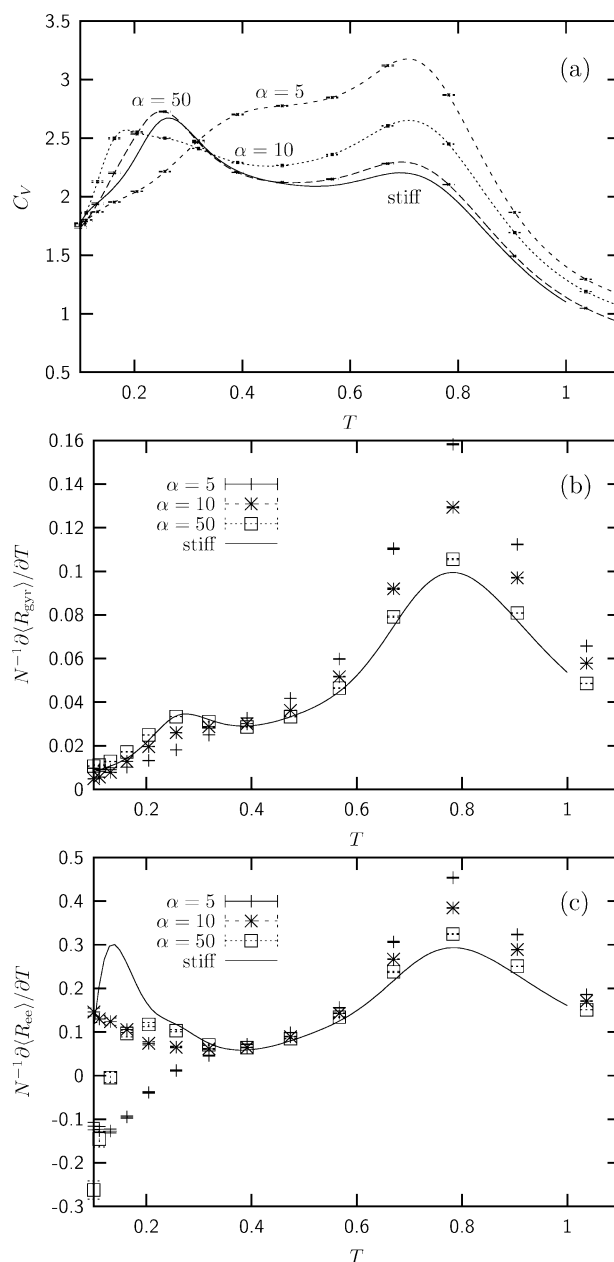 3.5
3
2.5
2
1.5
1
0.5
C_V
(a)
α = 50
α = 5
α = 10
stiff
0.2
0.4
0.6
0.8
1
T
0.16
0.14
0.12
0.1
0.08
0.06
0.04
0.02
0
N⁻¹∂⟨R_gyr⟩/∂T
(b)
α = 5
α = 10
α = 50
stiff
0.2
0.4
0.6
0.8
1
T
0.5
0.4
0.3
0.2
0.1
0
-0.1
-0.2
-0.3
N⁻¹∂⟨R_ee⟩/∂T
(c)
α = 5
α = 10
α = 50
stiff
0.2
0.4
0.6
0.8
1
T